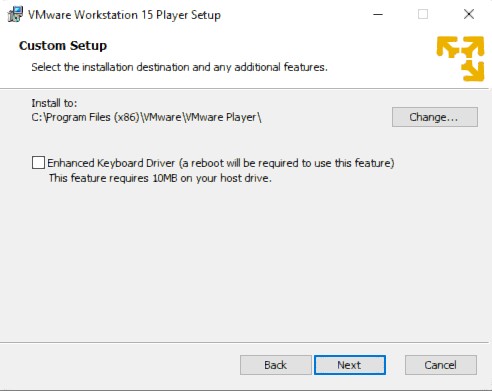 VMware Workstation 15 Player Setup
Custom Setup
Select the installation destination and any additional features.
Install to:
C:\Program Files (x86)\VMware\VMware Player\
Change...
Enhanced Keyboard Driver (a reboot will be required to use this feature)
This feature requires 10MB on your host drive.
Back
Next
Cancel